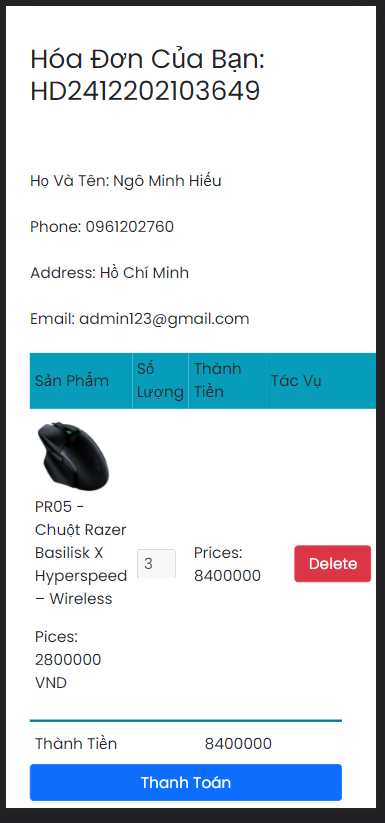 Hóa Đơn Của Bạn:
HD2412202103649
Họ Và Tên: Ngô Minh Hiếu
Phone: 0961202760
Address: Hồ Chí Minh
Email: admin123@gmail.com
Sản Phẩm
Số
Lượng
Thành
Tiền
Tác Vụ
PR05 -
Chuột Razer
Basilisk X
Hyperspeed
– Wireless
Pices:
2800000
VND
3
Prices:
8400000
Delete
Thành Tiền 8400000
Thanh Toán